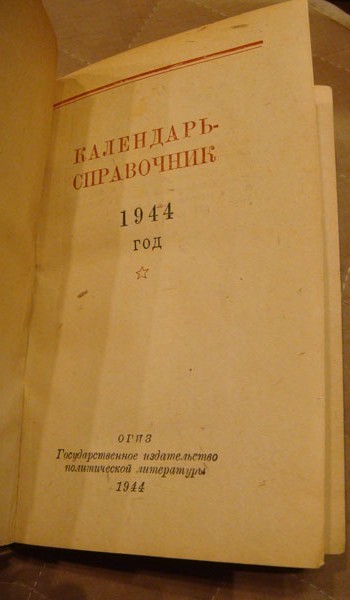 КАЛЕНДАРЬ-
СПРАВОЧНИК
1944
ГОД
ОГИЗ
Государственное издательство
политической литературы
1944